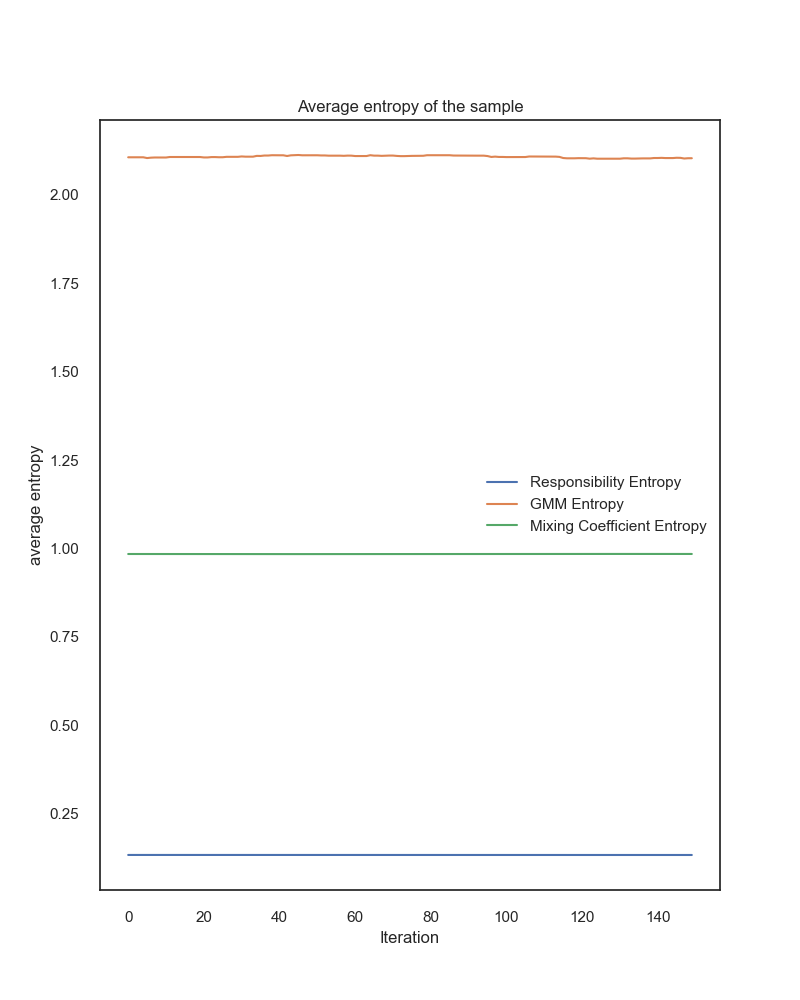 Average entropy of the sample
2.00
1.75
1.50
1.25
1.00
0.75
0.50
0.25
average entropy
Responsibility Entropy
GMM Entropy
Mixing Coefficient Entropy
0 20 40 60 80 100 120 140
Iteration